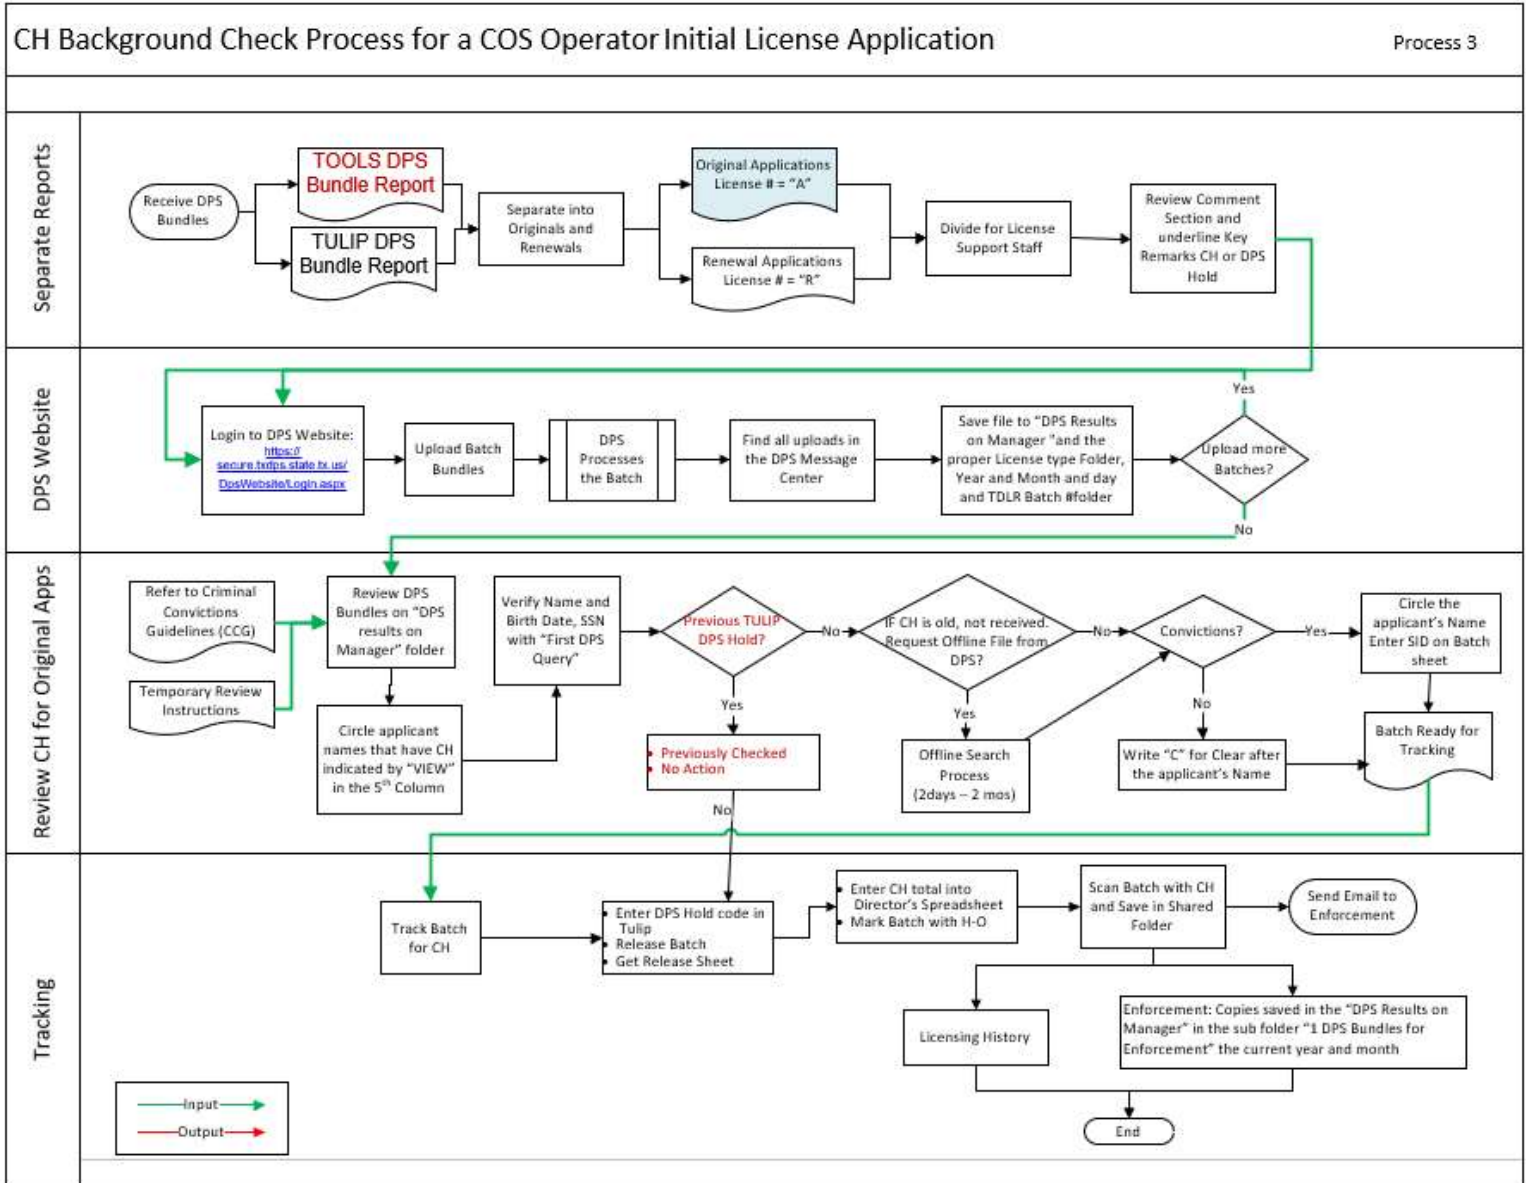 CH Background Check Process for a COS Operator Initial License Application
Process 3
Separate Reports
Receive DPS
Bundles
TOOLS DPS
Bundle Report
TULIP DPS
Bundle Report
Separate into
Originals and
Renewals
Original Applications
License # = “A”
Renewal Applications
License # = “R”
Divide for License
Support Staff
Review Comment
Section and
underline Key
Remarks CH or DPS
Hold
DPS Website
Login to DPS Website:
https://
secure.txdps.state.tx.us/
DpsWebsite/Login.aspx
Upload Batch
Bundles
DPS
Processes
the Batch
Find all uploads in
the DPS Message
Center
Save file to “DPS Results
on Manager ”and the
proper License type Folder,
Year and Month and day
and TDLR Batch #folder
Upload more
Batches?
Yes
No
Review CH for Original Apps
Refer to Criminal
Convictions
Guidelines (CCG)
Temporary Review
Instructions
Review DPS
Bundles on “DPS
results on
Manager” folder
Circle applicant
names that have CH
indicated by “VIEW”
in the 5th Column
Verify Name and
Birth Date, SSN
with “First DPS
Query”
Previous TULIP
DPS Hold?
No
Yes
Previously Checked
No Action
No
IF CH is old, not received.
Request Offline File from
DPS?
No
Yes
Offline Search
Process
(2days – 2 mos)
Convictions?
Yes
No
Write “C” for Clear after
the applicant’s Name
Circle the
applicant’s Name
Enter SID on Batch
sheet
Batch Ready for
Tracking
Tracking
Track Batch
for CH
Enter DPS Hold code in
Tulip
Release Batch
Get Release Sheet
Enter CH total into
Director’s Spreadsheet
Mark Batch with H-O
Scan Batch with CH
and Save in Shared
Folder
Send Email to
Enforcement
Licensing History
Enforcement: Copies saved in the “DPS Results on
Manager” in the sub folder “1 DPS Bundles for
Enforcement” the current year and month
End
Input
Output